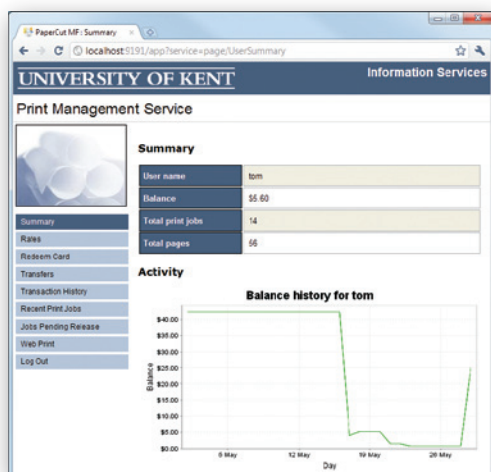 PaperCut MF : Summary
localhost:9191/app?service=page/UserSummary
UNIVERSITY OF KENT
Information Services
Print Management Service
Summary
User name tom
Balance $5.60
Total print jobs 14
Total pages 56
Summary
Rates
Redeem Card
Transfers
Transaction History
Recent Print Jobs
Jobs Pending Release
Web Print
Log Out
Activity
Balance history for tom
$40.00
$35.00
$30.00
$25.00
$20.00
$15.00
$10.00
$5.00
$0.00
Balance
5 May 12 May 19 May 26 May
Day